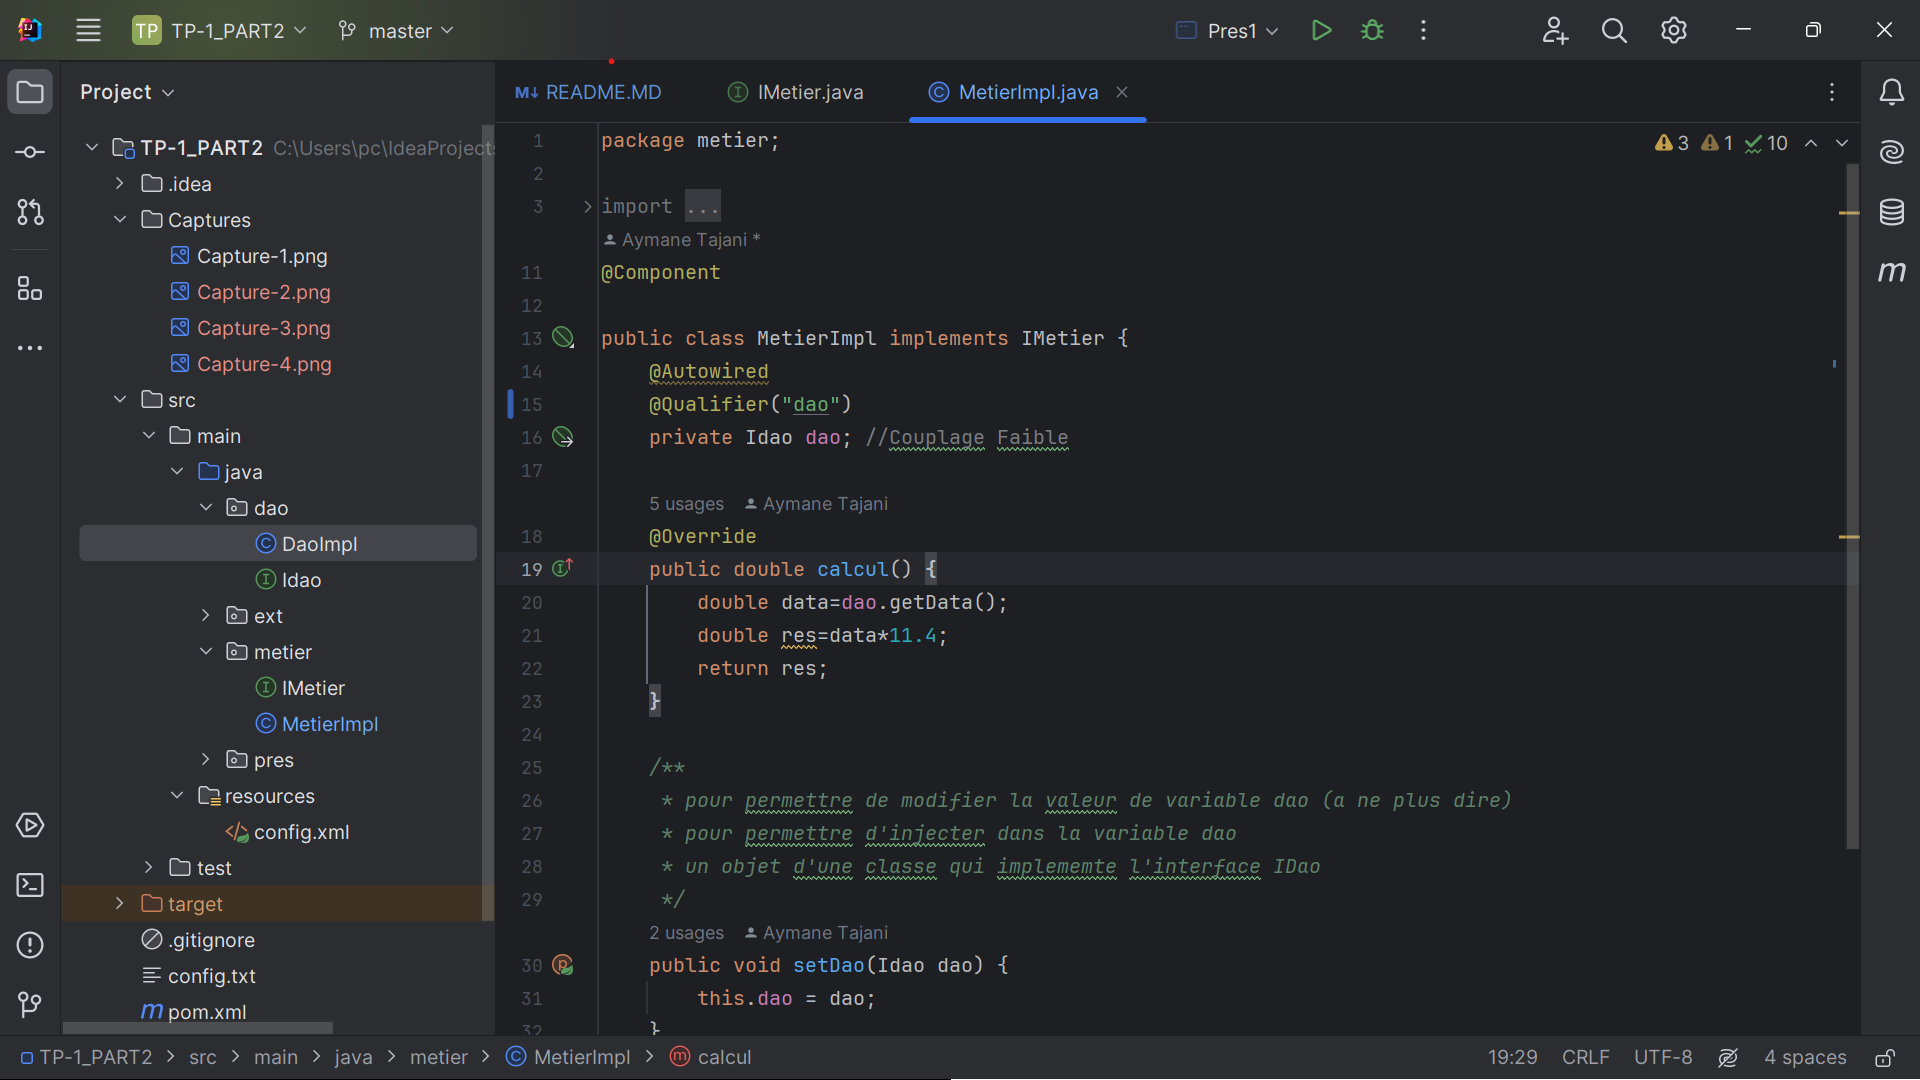 TP TP-1_PART2 master Pres1
Project
README.MD IMetier.java MetierImpl.java
TP-1_PART2 C:\Users\pc\IdeaProjects
.idea
Captures
Capture-1.png
Capture-2.png
Capture-3.png
Capture-4.png
src
main
java
dao
DaoImpl
Idao
ext
metier
IMetier
MetierImpl
pres
resources
config.xml
test
target
.gitignore
config.txt
pom.xml
3 1 10
1 package metier;
2
3 import ...
Aymane Tajani *
11 @Component
12
13 public class MetierImpl implements IMetier {
14 @Autowired
15 @Qualifier("dao")
16 private Idao dao; //Couplage Faible
17
5 usages Aymane Tajani
18 @Override
19 public double calcul() {
20 double data=dao.getData();
21 double res=data*11.4;
22 return res;
23 }
24
25 /**
26 * pour permettre de modifier la valeur de variable dao (a ne plus dire)
27 * pour permettre d'injecter dans la variable dao
28 * un objet d'une classe qui implememte l'interface IDao
29 */
2 usages Aymane Tajani
30 public void setDao(Idao dao) {
31 this.dao = dao;
32 }
TP-1_PART2 > src > main > java > metier > MetierImpl > calcul
19:29 CRLF UTF-8 4 spaces